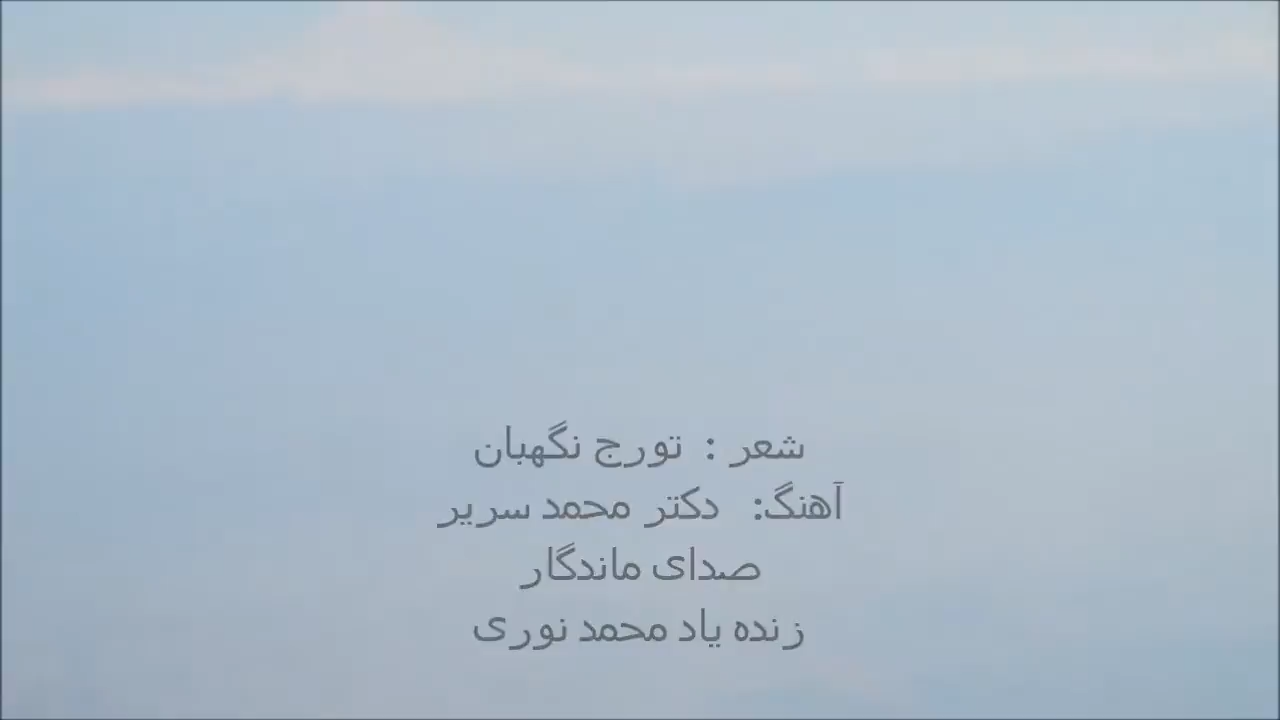 شعر : تورج نگهبان
آهنگ: دکتر محمد سریر
صدای ماندگار
زنده یاد محمد نوری